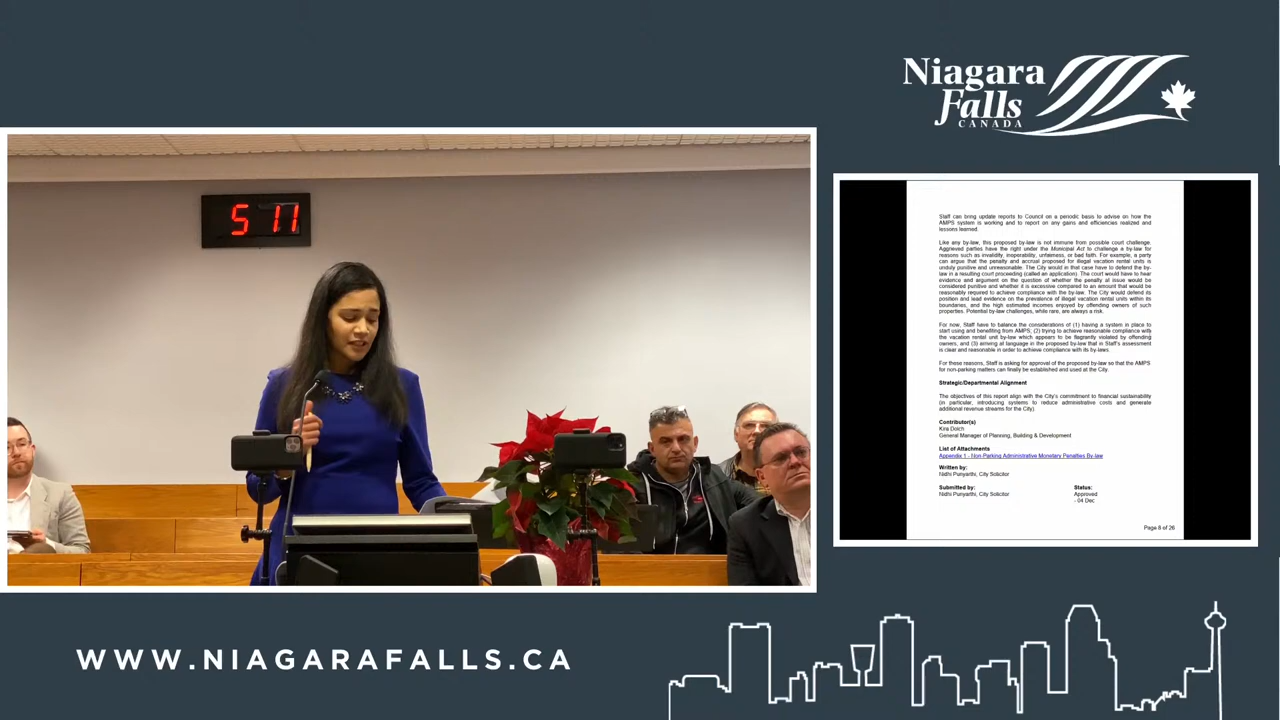 Niagara
Falls
CANADA
5 11
Staff can bring update reports to Council on a periodic basis to advise on how the
AMPS system is working and to report on any gains and efficiencies realized and
lessons learned.
Like any by-law, this proposed by-law is not immune from possible court challenge.
Aggrieved parties have the right under the Municipal Act to challenge a by-law for
reasons such as invalidity, inoperability, unfairness, or bad faith. For example, a party
can argue that the penalty and accrual proposed for illegal vacation rental units is
unduly punitive and unreasonable. The City would in that case have to defend the by-
law in a resulting court proceeding (called an application). The court would have to hear
evidence and argument on the question of whether the penalty at issue would be
considered punitive and whether it is excessive compared to an amount that would be
reasonably required to achieve compliance with the by-law. The City would defend its
position and lead evidence on the prevalence of illegal vacation rental units within its
boundaries, and the high estimated incomes enjoyed by offending owners of such
properties. Potential by-law challenges, while rare, are always a risk.
For now, Staff have to balance the considerations of (1) having a system in place to
start using and benefiting from AMPS; (2) trying to achieve reasonable compliance with
the vacation rental unit by-law which appears to be flagrantly violated by offending
owners, and (3) arriving at language in the proposed by-law that in Staff's assessment
is clear and reasonable in order to achieve compliance with its by-laws.
For these reasons, Staff is asking for approval of the proposed by-law so that the AMPS
for non-parking matters can finally be established and used at the City.
Strategic/Departmental Alignment
The objectives of this report align with the City's commitment to financial sustainability
(in particular, introducing systems to reduce administrative costs and generate
additional revenue streams for the City).
Contributor(s)
Kira Dolch
General Manager of Planning, Building & Development
List of Attachments
Appendix 1 - Non-Parking Administrative Monetary Penalties By-law
Written by:
Nidhi Punyarthi, City Solicitor
Submitted by: Status:
Nidhi Punyarthi, City Solicitor Approved
- 04 Dec
Page 8 of 26
WWW.NIAGARAFALLS.CA